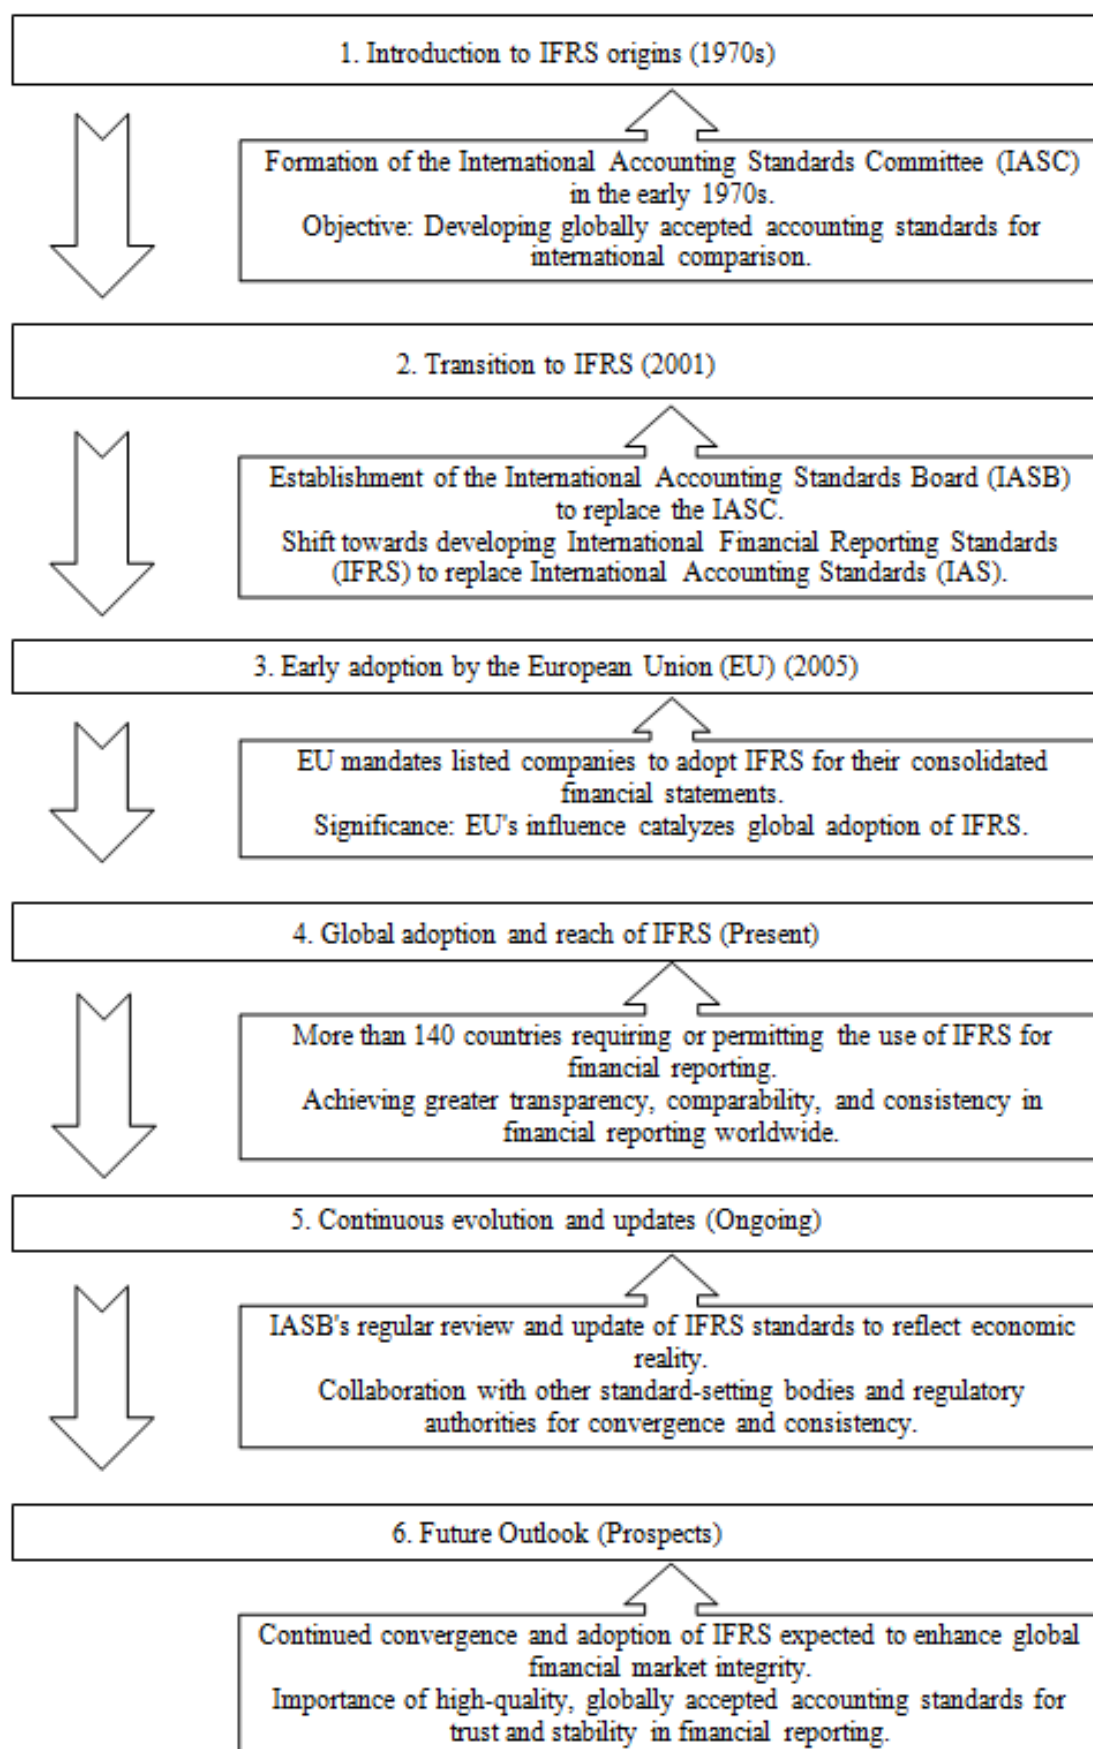 1. Introduction to IFRS origins (1970s)
Formation of the International Accounting Standards Committee (IASC)
in the early 1970s.
Objective: Developing globally accepted accounting standards for
international comparison.
2. Transition to IFRS (2001)
Establishment of the International Accounting Standards Board (IASB)
to replace the IASC.
Shift towards developing International Financial Reporting Standards
(IFRS) to replace International Accounting Standards (IAS).
3. Early adoption by the European Union (EU) (2005)
EU mandates listed companies to adopt IFRS for their consolidated
financial statements.
Significance: EU's influence catalyzes global adoption of IFRS.
4. Global adoption and reach of IFRS (Present)
More than 140 countries requiring or permitting the use of IFRS for
financial reporting.
Achieving greater transparency, comparability, and consistency in
financial reporting worldwide.
5. Continuous evolution and updates (Ongoing)
IASB's regular review and update of IFRS standards to reflect economic
reality.
Collaboration with other standard-setting bodies and regulatory
authorities for convergence and consistency.
6. Future Outlook (Prospects)
Continued convergence and adoption of IFRS expected to enhance global
financial market integrity.
Importance of high-quality, globally accepted accounting standards for
trust and stability in financial reporting.